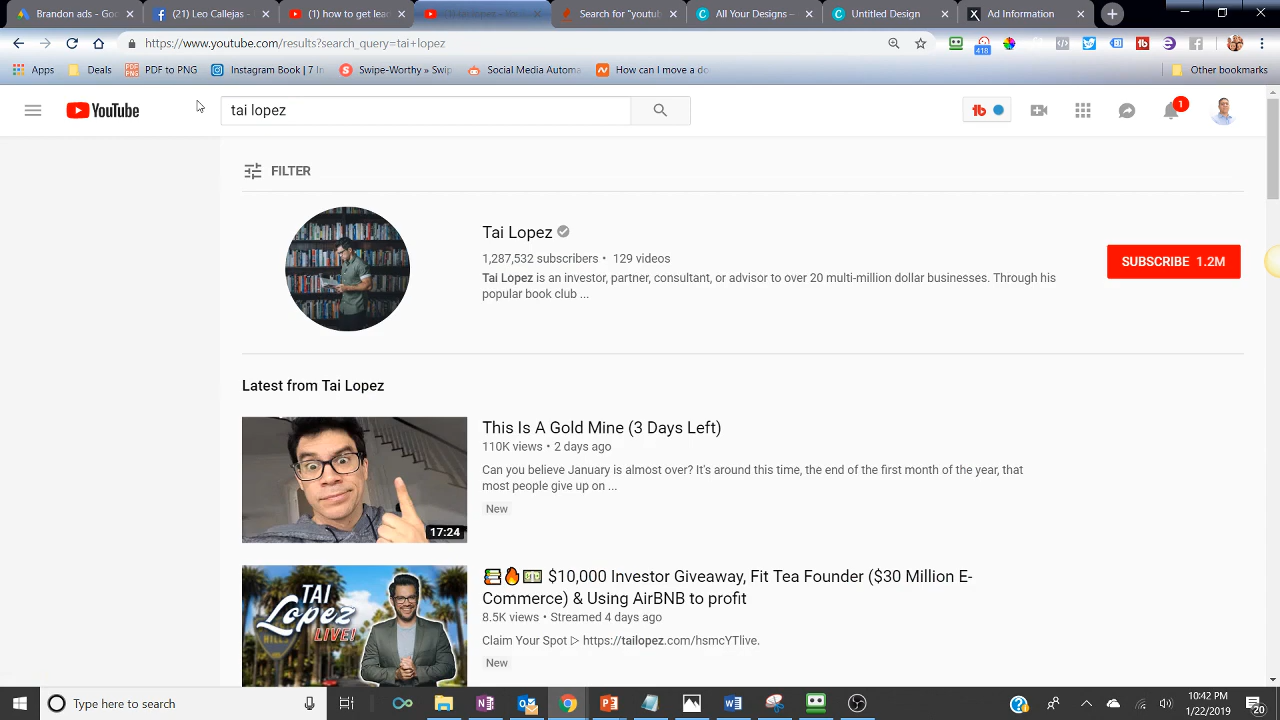 Brandon ads - Goo
(21) Leo Callejas -
(1) how to get lead
Search for "youtub
All Your Designs –
Untitled Design
Ad Information
https://www.youtube.com/results?search_query=tai+lopez
418
Apps
Deals
PDF to PNG
Instagram Book | 7 In
Swipe-Worthy » Swip
Social Media Automa
How can I move a do
Other bookmarks
YouTube
tai lopez
1
FILTER
Tai Lopez
1,287,532 subscribers • 129 videos
Tai Lopez is an investor, partner, consultant, or advisor to over 20 multi-million dollar businesses. Through his
popular book club ...
SUBSCRIBE 1.2M
Latest from Tai Lopez
This Is A Gold Mine (3 Days Left)
110K views • 2 days ago
Can you believe January is almost over? It's around this time, the end of the first month of the year, that
most people give up on ...
New
17:24
📚🔥💵 $10,000 Investor Giveaway, Fit Tea Founder ($30 Million E-
Commerce) & Using AirBNB to profit
8.5K views • Streamed 4 days ago
Claim Your Spot ▷ https://tailopez.com/hsmcYTlive.
New
TAI
Lopez
LIVE!
HILLS
Type here to search
10:42 PM
1/22/2019
20